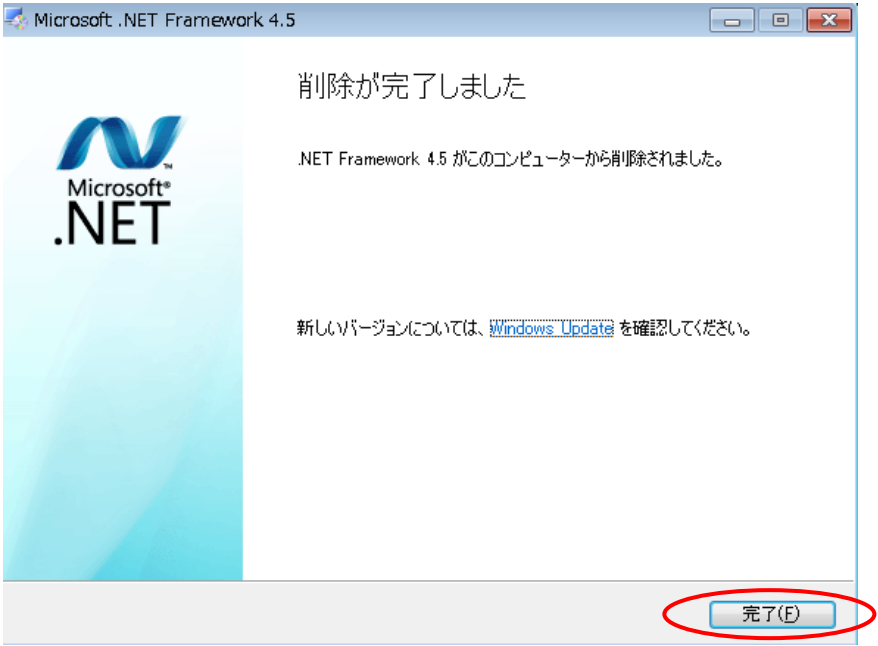 Microsoft .NET Framework 4.5
削除が完了しました
.NET Framework 4.5 がこのコンピューターから削除されました。
Microsoft®
.NET™
新しいバージョンについては、Windows Update を確認してください。
完了(F)